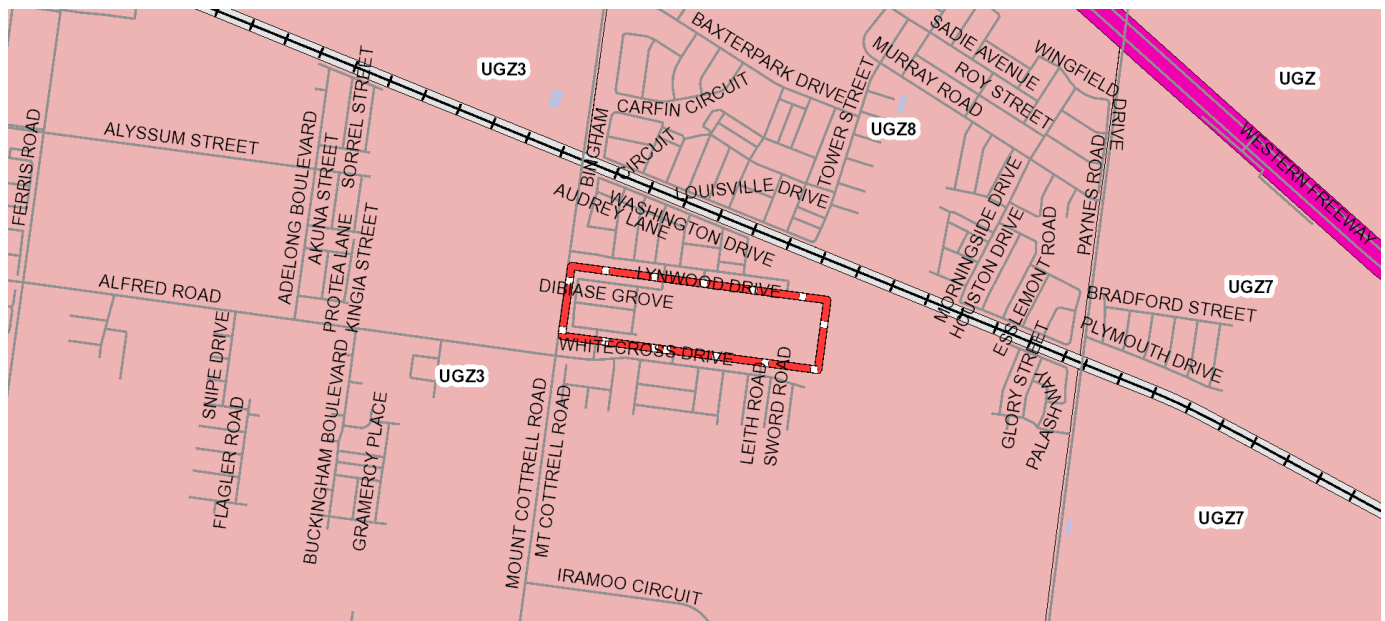 BAXTERPARK DRIVE
SADIE AVENUE
WINGFIELD DRIVE
MURRAY ROAD
ROY STREET
UGZ3
UGZ
SORREL STREET
CARFIN CIRCUIT
TOWER STREET
UGZ8
WESTERN FREEWAY
FERRIS ROAD
ALYSSUM STREET
ADELONG BOULEVARD
AKUNA STREET
BINGHAM
CIRCUIT
LOUISVILLE DRIVE
PAYNES ROAD
AUDREY LANE
WASHINGTON DRIVE
MORNINGSIDE DRIVE
HOUSTON DRIVE
ESSLEMONT ROAD
PROTEA LANE
KINGIA STREET
ALFRED ROAD
DIBIASE GROVE
LYNWOOD DRIVE
UGZ7
BRADFORD STREET
PLYMOUTH DRIVE
SNIPE DRIVE
BUCKINGHAM BOULEVARD
UGZ3
WHITECROSS DRIVE
LEITH ROAD
SWORD ROAD
GLORY STREET
PALASH WAY
FLAGLER ROAD
GRAMERCY PLACE
MOUNT COTTRELL ROAD
MT COTTRELL ROAD
UGZ7
IRAMOO CIRCUIT